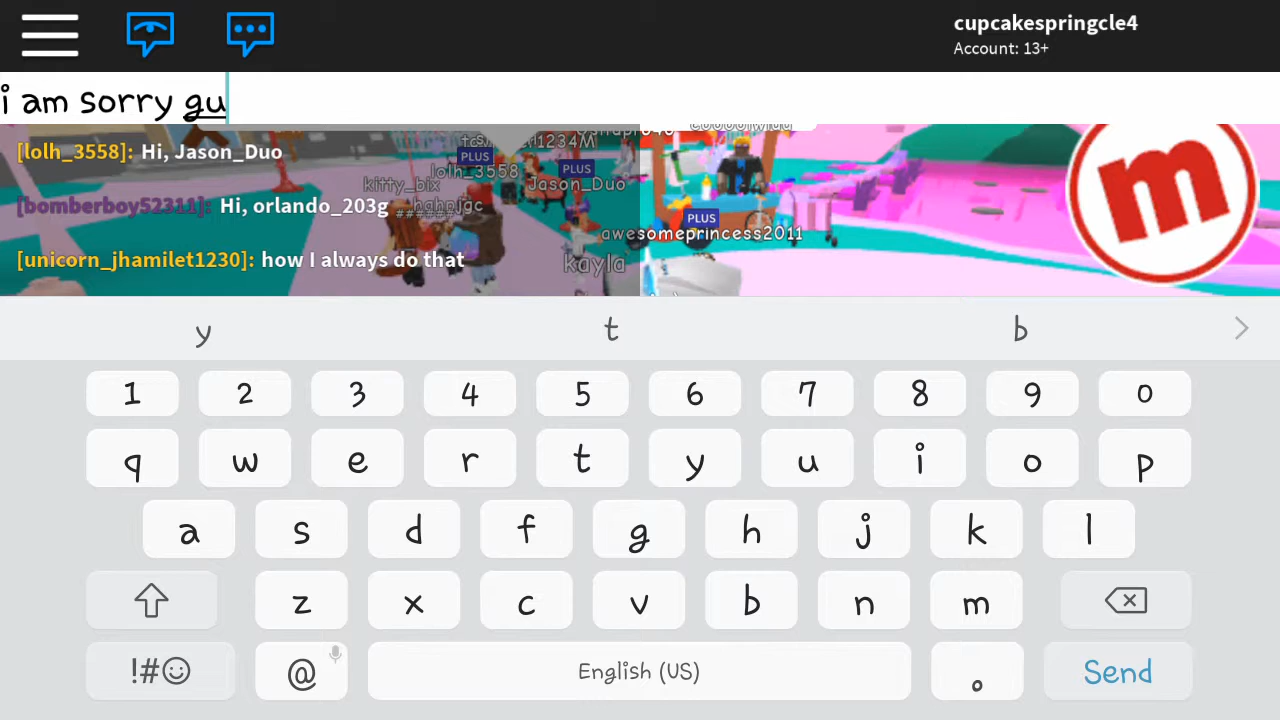 cupcakespringcle4
Account: 13+
i am sorry gu
[lolh_3558]: Hi, Jason_Duo
[bomberboy52311]: Hi, orlando_203g
[unicorn_jhamilet1230]: how I always do that
PLUS
lolh_3558
PLUS
Jason_Duo
kitty_bix
kayla
PLUS
awesomeprincess2011
m
y t b
1 2 3 4 5 6 7 8 9 0
q w e r t y u i o p
a s d f g h j k l
z x c v b n m
!#☺ @ English (US) . Send